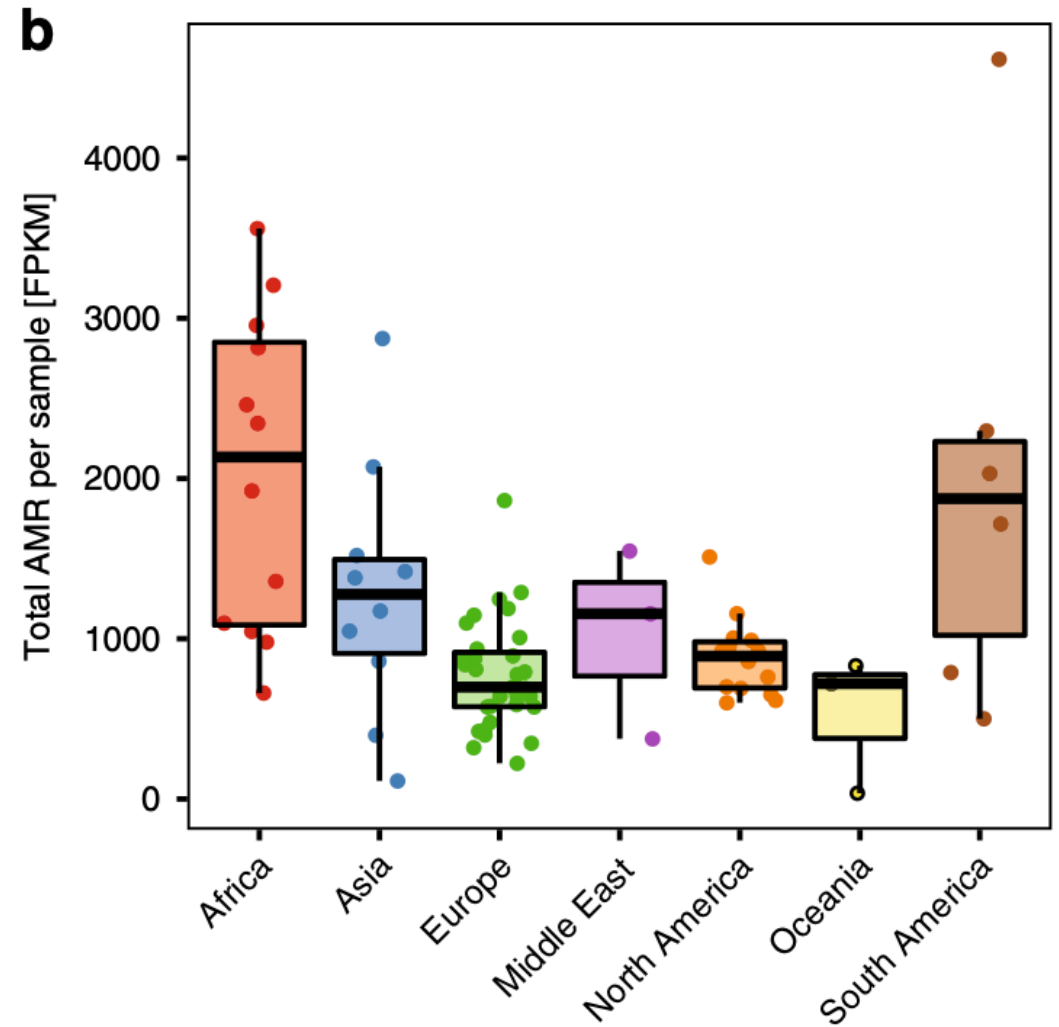 b
Total AMR per sample [FPKM]
4000
3000
2000
1000
0
Africa
Asia
Europe
Middle East
North America
Oceania
South America